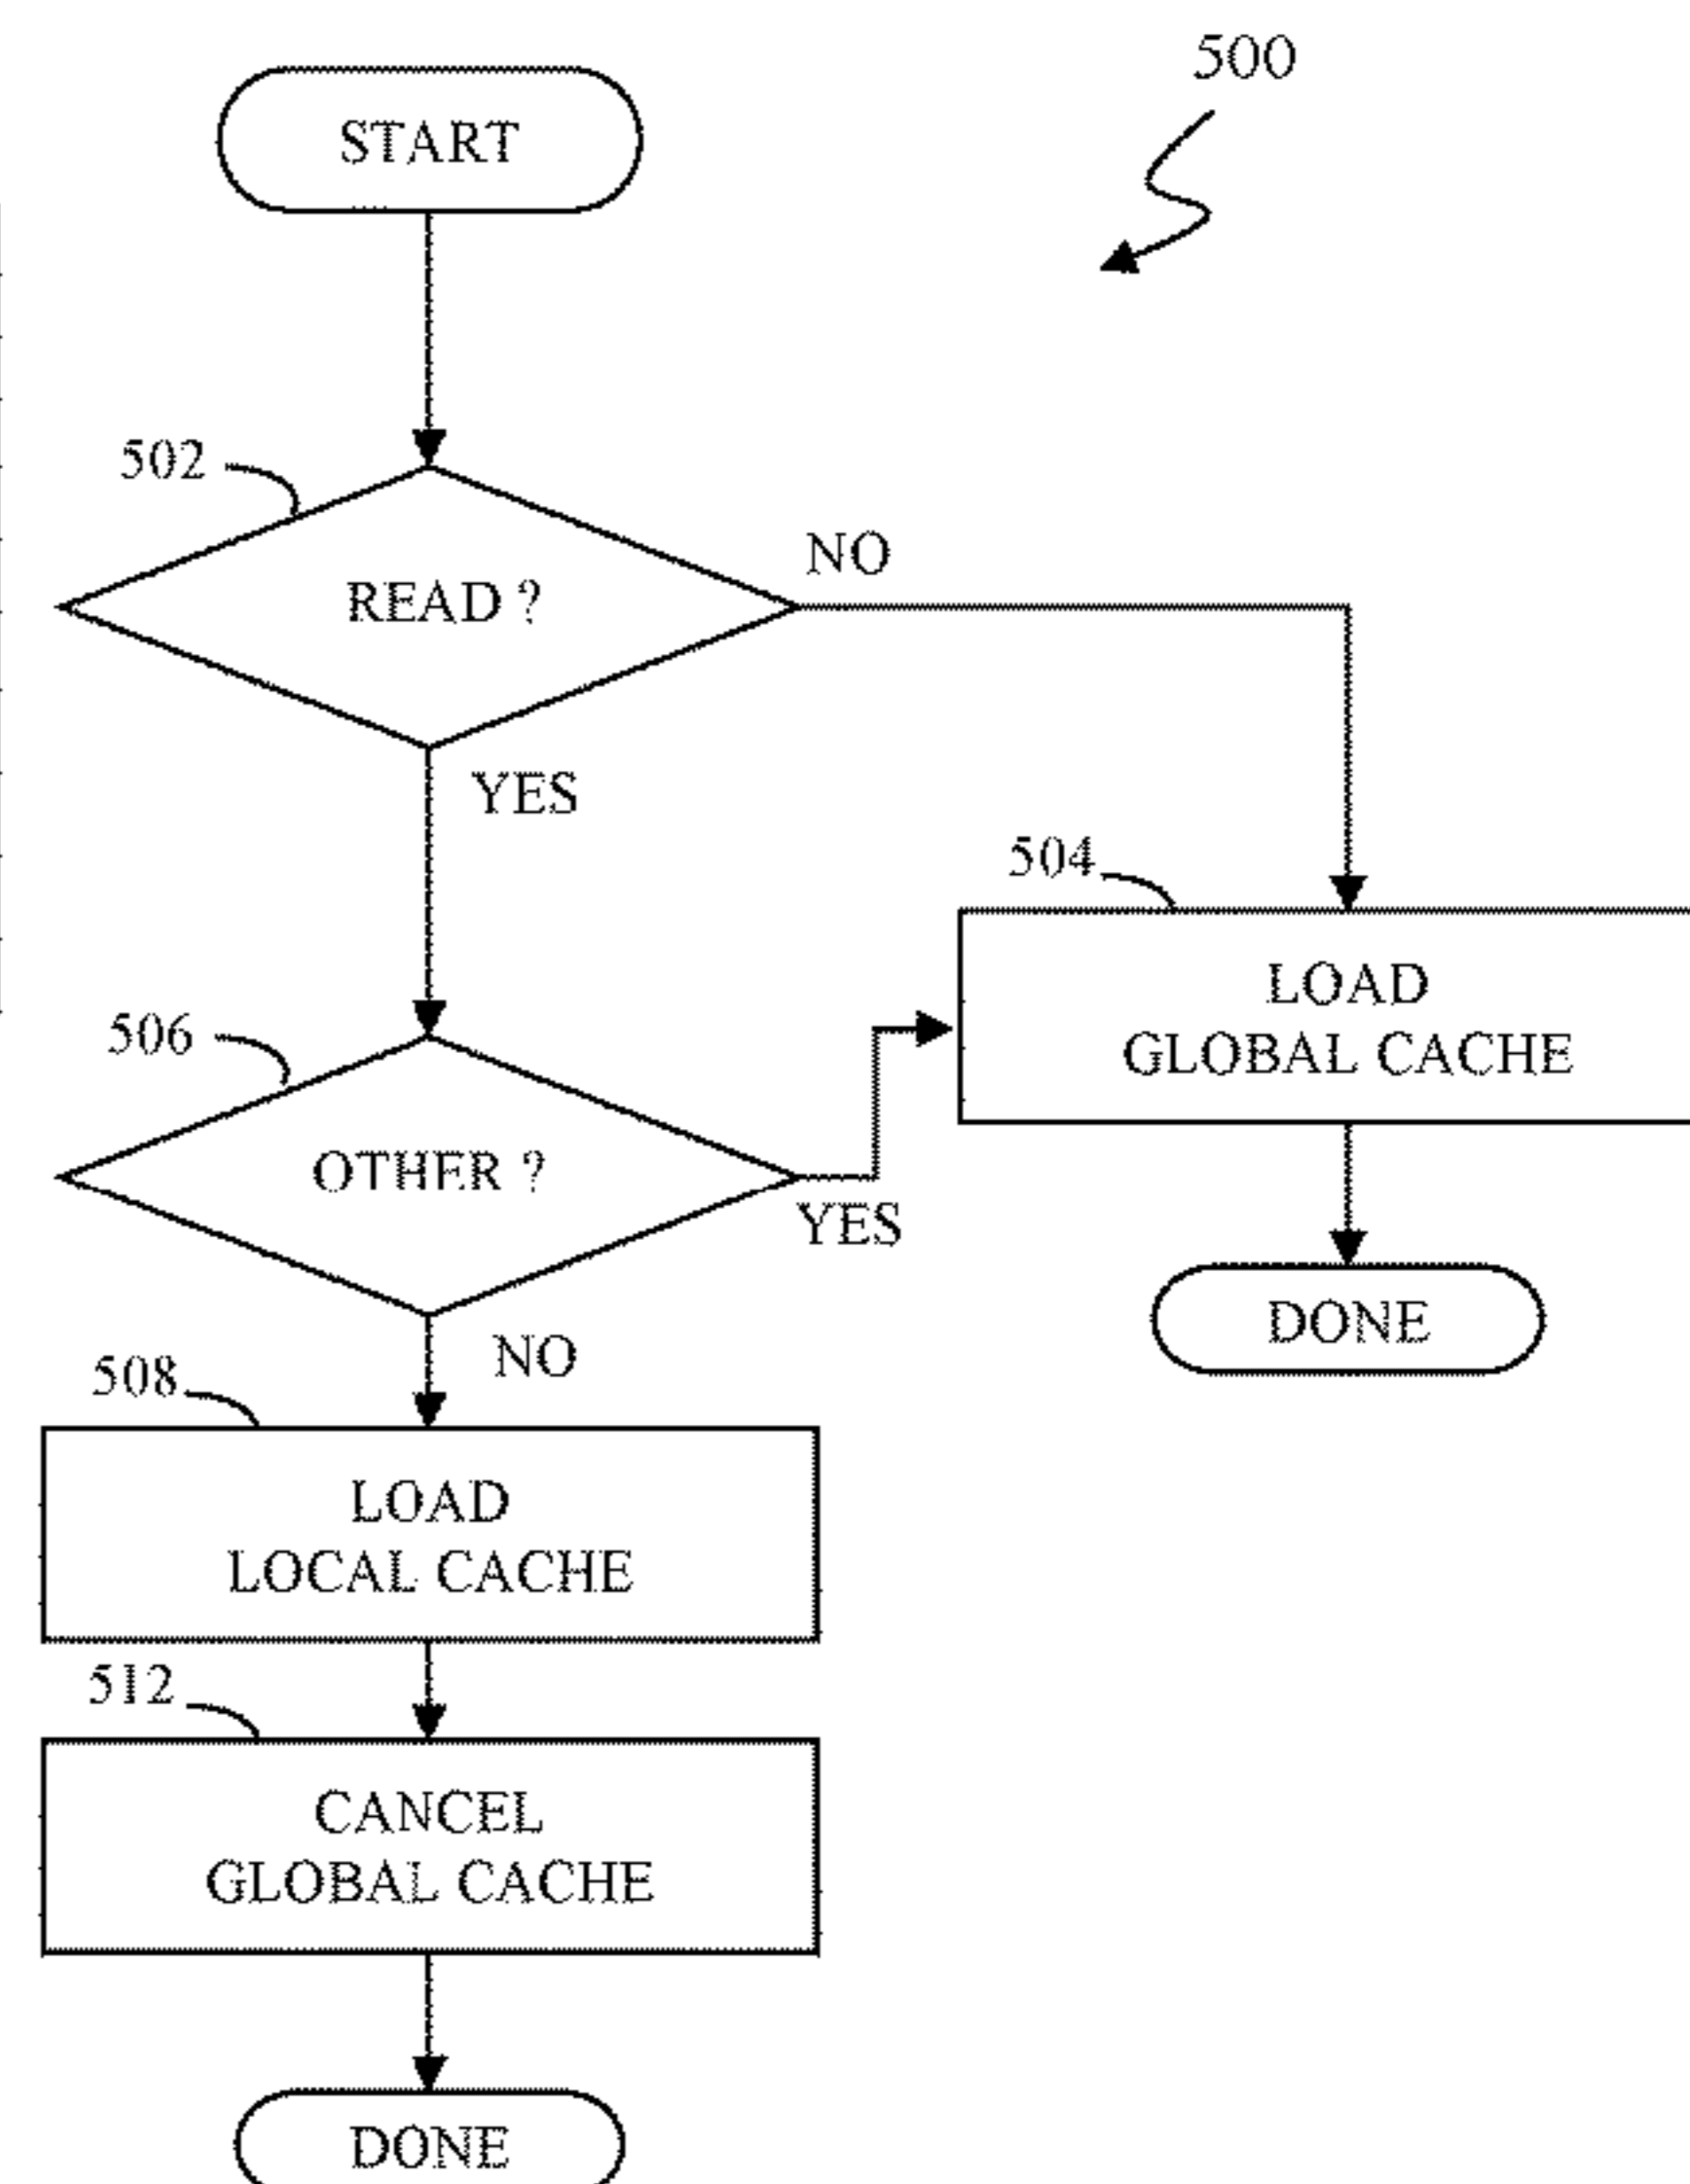 500
START
502
READ ?
NO
YES
504
LOAD
GLOBAL CACHE
506
OTHER ?
YES
DONE
NO
508
LOAD
LOCAL CACHE
512
CANCEL
GLOBAL CACHE
DONE